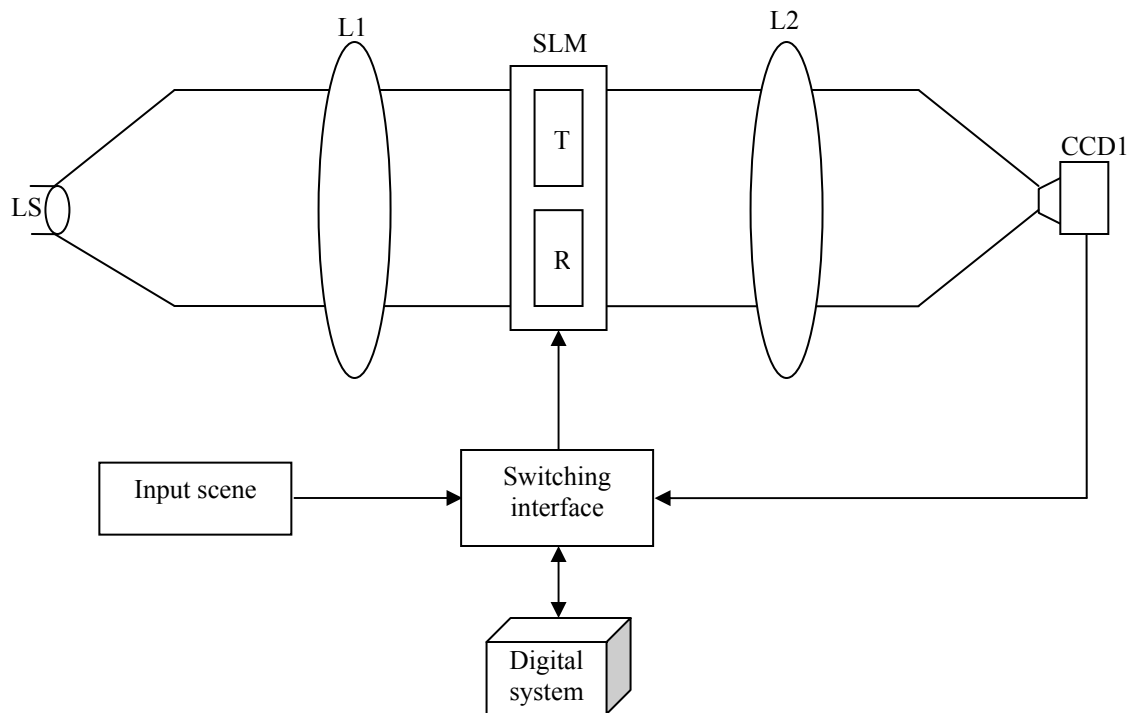 L1
SLM
L2
T
CCD1
LS
R
Input scene
Switching
interface
Digital
system